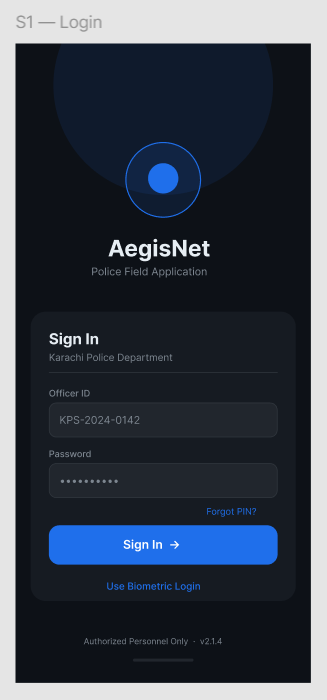 S1 — Login
AegisNet
Police Field Application
Sign In
Karachi Police Department
Officer ID
KPS-2024-0142
Password
••••••••••
Forgot PIN?
Sign In →
Use Biometric Login
Authorized Personnel Only · v2.1.4